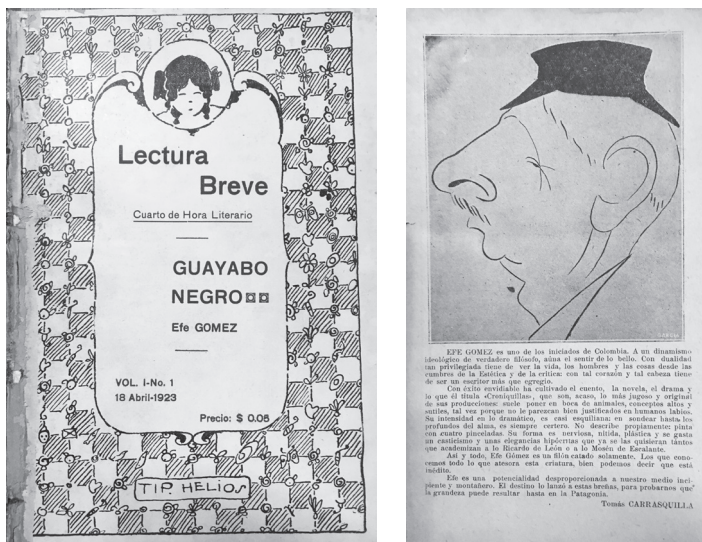 Lectura
Breve
Cuarto de Hora Literario
GUAYABO
NEGRO
Efe GOMEZ
VOL. I-No. 1
18 Abril-1923
Precio: $ 0.05
TIP. HELIOS
EFE GOMEZ es uno de los iniciados de Colombia. A un dinamismo
ideológico de verdadero filósofo, aúna el sentir de lo bello. Con dualidad
tan privilegiada tiene de ver la vida, los hombres y las cosas desde las
cumbres de la Estética y de la crítica: con tal corazón y tal cabeza tiene
de ser un escritor más que egregio.
Con éxito envidiable ha cultivado el cuento, la novela, el drama y
lo que él titula «Croniquillas», que son, acaso, lo más jugoso y original
de sus producciones: suele poner en boca de animales, conceptos altos y
sutiles, tal vez porque no le parezcan bien justificados en humanos labios.
Su intensidad en lo dramático, es casi esquiliana: en sondear hasta los
profundos del alma, es siempre certero. No describe propiamente: pinta
con cuatro pinceladas. Su forma es nerviosa, nítida, plástica y se gasta
un casticismo y unas elegancias hipócritas que ya se las quisieran tántos
que academizan a lo Ricardo de León o a lo Mosén de Escalante.
Así y todo, Efe Gómez es un filón catado solamente. Los que cono-
cemos todo lo que atesora esta criatura, bien podemos decir que está
inédito.
Efe es una potencialidad desproporcionada a nuestro medio inci-
piente y montañero. El destino lo lanzó a estas breñas, para probarnos que
la grandeza puede resultar hasta en la Patagonia.
Tomás CARRASQUILLA